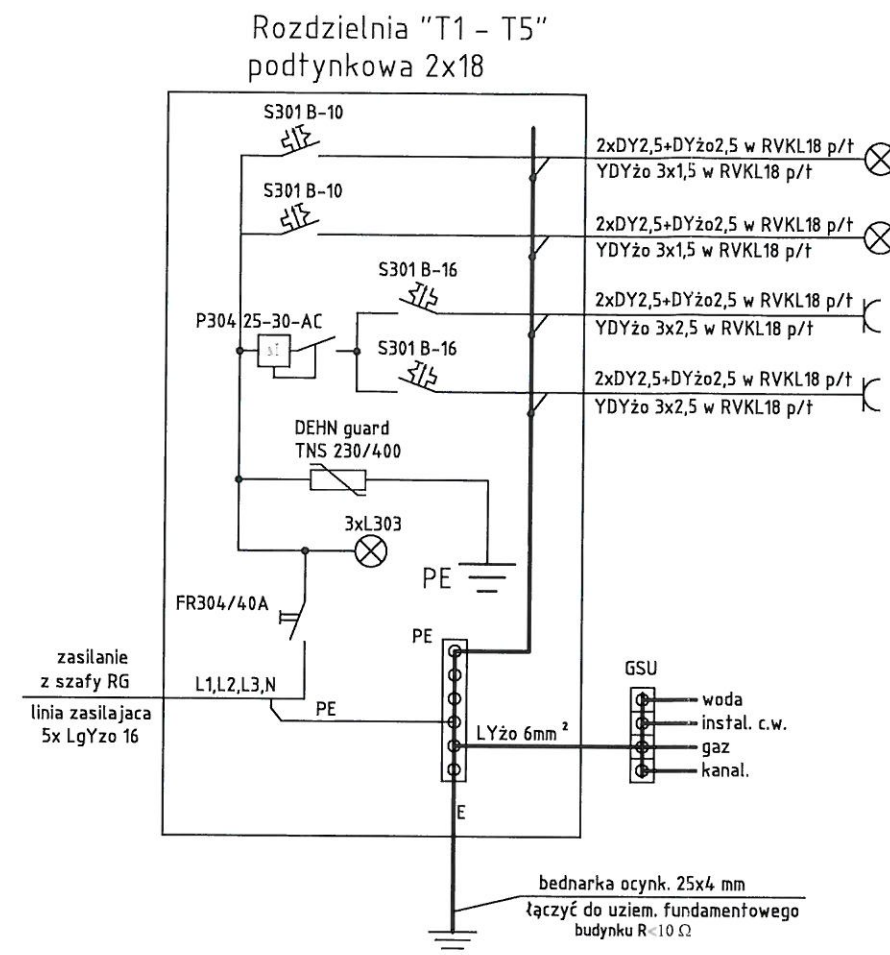 Rozdzielnia "T1 - T5"
podtynkowa 2x18
S301 B-10
2xDY2,5+DYżo2,5 w RVKL18 p/t
YDYżo 3x1,5 w RVKL18 p/t
S301 B-10
2xDY2,5+DYżo2,5 w RVKL18 p/t
YDYżo 3x1,5 w RVKL18 p/t
S301 B-16
2xDY2,5+DYżo2,5 w RVKL18 p/t
YDYżo 3x2,5 w RVKL18 p/t
P304 25-30-AC
S301 B-16
2xDY2,5+DYżo2,5 w RVKL18 p/t
YDYżo 3x2,5 w RVKL18 p/t
DEHN guard
TNS 230/400
3xL303
PE
FR304/40A
PE
zasilanie
z szafy RG
L1,L2,L3,N
linia zasilajaca
5x LgYzo 16
PE
GSU
woda
instal. c.w.
gaz
kanal.
LYżo 6mm²
E
bednarka ocynk. 25x4 mm
łączyć do uziem. fundamentowego
budynku R<10 Ω